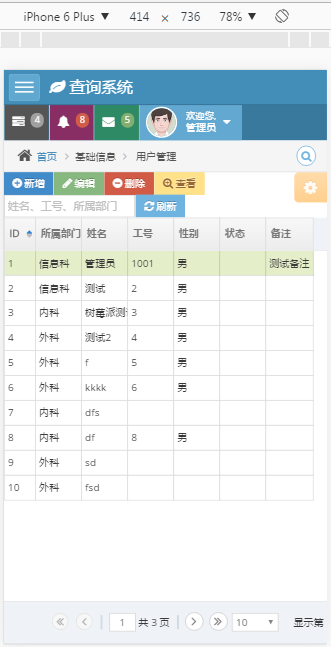 iPhone 6 Plus ▼ 414 × 736 78% ▼
查询系统
4 8 5 欢迎您,
管理员
首页 > 基础信息 > 用户管理
新增 编辑 删除 查看
姓名、工号、所属部门 刷新
ID 所属部门 姓名 工号 性别 状态 备注
1 信息科 管理员 1001 男 测试备注
2 信息科 测试 2 男
3 内科 树莓派测 3 男
4 外科 测试2 4 男
5 外科 f 5 男
6 外科 kkkk 6 男
7 内科 dfs
8 内科 df 8 男
9 外科 sd
10 外科 fsd
1 共 3 页 10 显示第